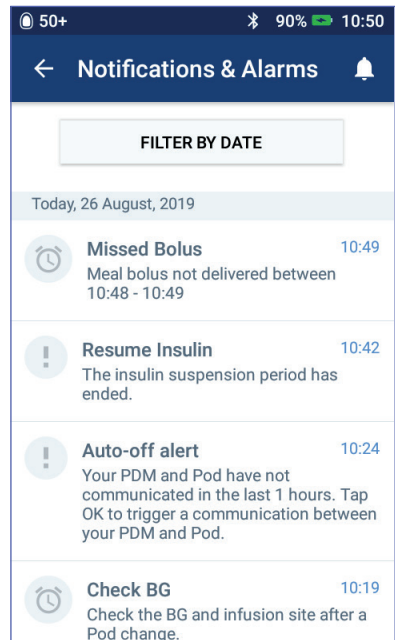 50+ 90% 10:50
Notifications & Alarms
FILTER BY DATE
Today, 26 August, 2019
Missed Bolus 10:49
Meal bolus not delivered between
10:48 - 10:49
Resume Insulin 10:42
The insulin suspension period has
ended.
Auto-off alert 10:24
Your PDM and Pod have not
communicated in the last 1 hours. Tap
OK to trigger a communication between
your PDM and Pod.
Check BG 10:19
Check the BG and infusion site after a
Pod change.